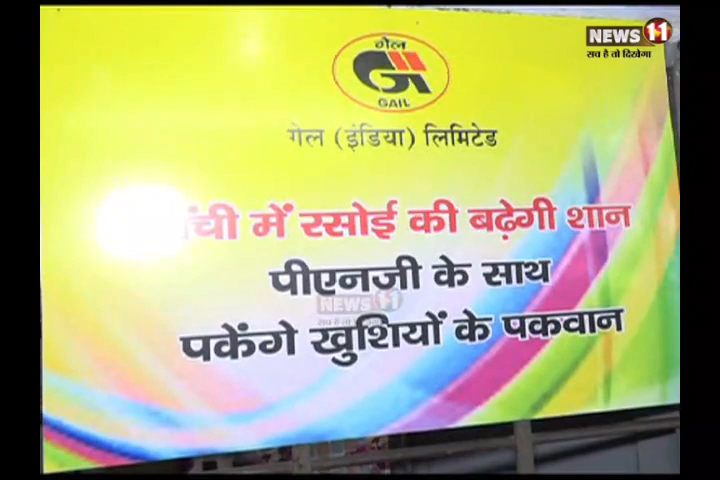 NEWS 11
सच है तो दिखेगा
गेल
GAIL
गेल (इंडिया) लिमिटेड
में रसोई की बढ़ेगी शान
पीएनजी के साथ
NEWS 11
पकेंगे खुशियों के पकवान